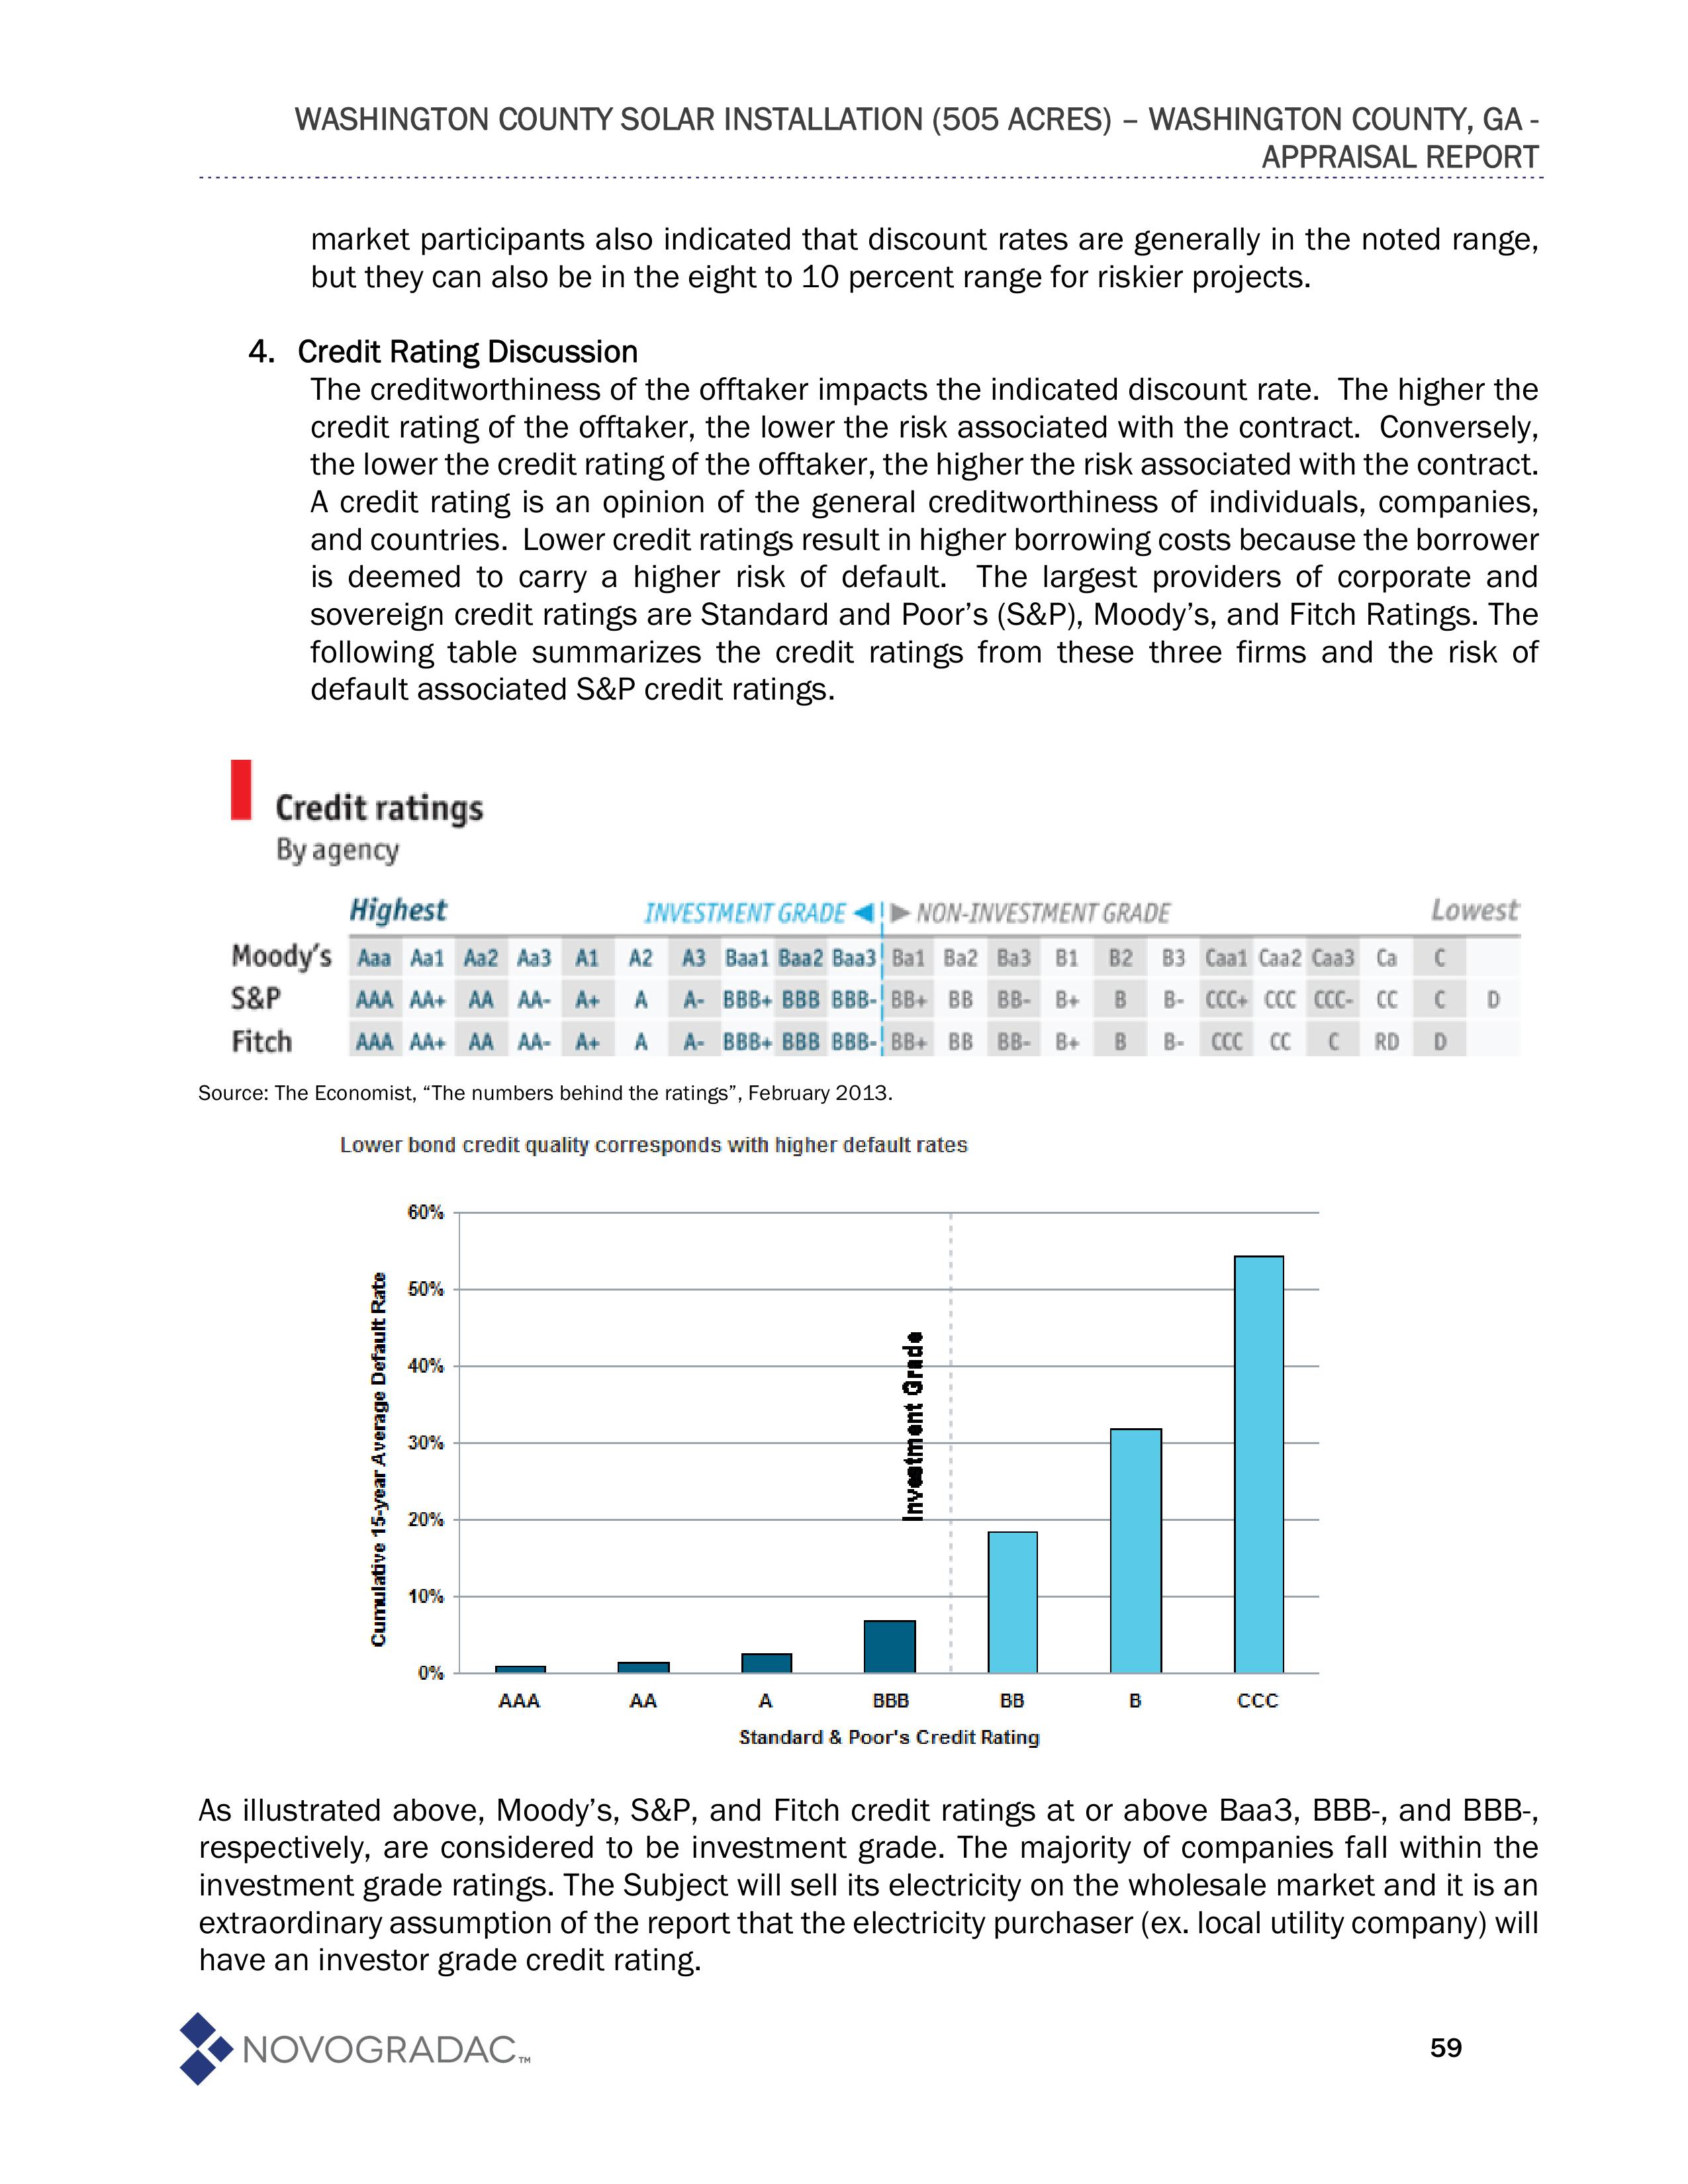 WASHINGTON COUNTY SOLAR INSTALLATION (505 ACRES) – WASHINGTON COUNTY, GA -
APPRAISAL REPORT
market participants also indicated that discount rates are generally in the noted range,
but they can also be in the eight to 10 percent range for riskier projects.
4. Credit Rating Discussion
The creditworthiness of the offtaker impacts the indicated discount rate. The higher the
credit rating of the offtaker, the lower the risk associated with the contract. Conversely,
the lower the credit rating of the offtaker, the higher the risk associated with the contract.
A credit rating is an opinion of the general creditworthiness of individuals, companies,
and countries. Lower credit ratings result in higher borrowing costs because the borrower
is deemed to carry a higher risk of default. The largest providers of corporate and
sovereign credit ratings are Standard and Poor’s (S&P), Moody’s, and Fitch Ratings. The
following table summarizes the credit ratings from these three firms and the risk of
default associated S&P credit ratings.
Credit ratings
By agency
Highest INVESTMENT GRADE NON-INVESTMENT GRADE Lowest
Moody’s Aaa Aa1 Aa2 Aa3 A1 A2 A3 Baa1 Baa2 Baa3 Ba1 Ba2 Ba3 B1 B2 B3 Caa1 Caa2 Caa3 Ca C
S&P AAA AA+ AA AA- A+ A A- BBB+ BBB BBB- BB+ BB BB- B+ B B- CCC+ CCC CCC- CC C D
Fitch AAA AA+ AA AA- A+ A A- BBB+ BBB BBB- BB+ BB BB- B+ B B- CCC CC C RD D
Source: The Economist, “The numbers behind the ratings”, February 2013.
Lower bond credit quality corresponds with higher default rates
Cumulative 15-year Average Default Rate
60%
50%
40%
30%
20%
10%
0%
Investment Grade
AAA AA A BBB BB B CCC
Standard & Poor's Credit Rating
As illustrated above, Moody’s, S&P, and Fitch credit ratings at or above Baa3, BBB-, and BBB-,
respectively, are considered to be investment grade. The majority of companies fall within the
investment grade ratings. The Subject will sell its electricity on the wholesale market and it is an
extraordinary assumption of the report that the electricity purchaser (ex. local utility company) will
have an investor grade credit rating.
NOVOGRADAC™
59